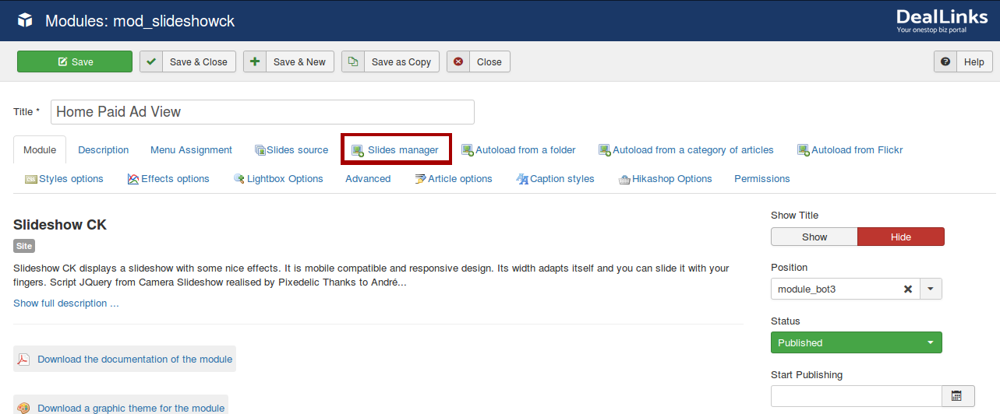 Modules: mod_slideshowck
DealLinks
Your onestop biz portal
Save
Save & Close
Save & New
Save as Copy
Close
Help
Title *
Home Paid Ad View
Module
Description
Menu Assignment
Slides source
Slides manager
Autoload from a folder
Autoload from a category of articles
Autoload from Flickr
Styles options
Effects options
Lightbox Options
Advanced
Article options
Caption styles
Hikashop Options
Permissions
Slideshow CK
Site
Slideshow CK displays a slideshow with some nice effects. It is mobile compatible and responsive design. Its width adapts itself and you can slide it with your
fingers. Script JQuery from Camera Slideshow realised by Pixedelic Thanks to André...
Show full description ...
Download the documentation of the module
Download a graphic theme for the module
Show Title
Show
Hide
Position
module_bot3
Status
Published
Start Publishing